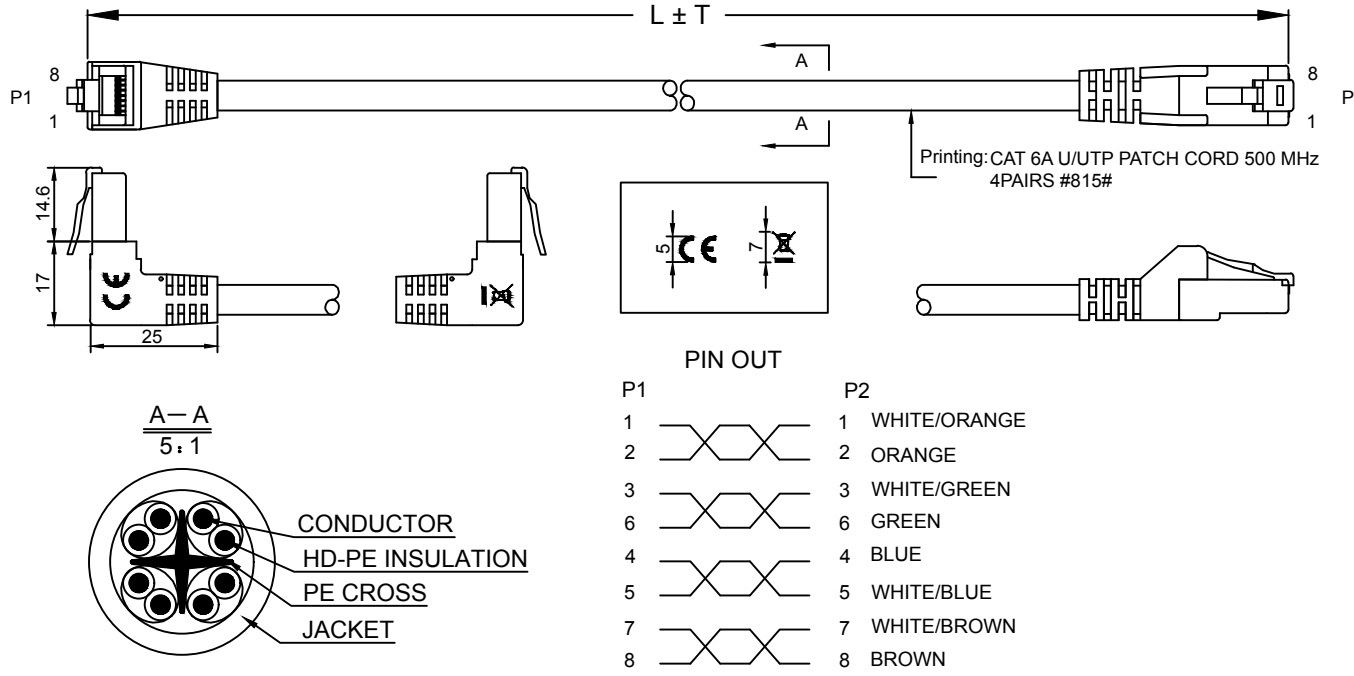 L ± T
A
8
8
P1
P
1
A
1
Printing: CAT 6A U/UTP PATCH CORD 500 MHz
4PAIRS #815#
14.6
17
CE
25
5
CE
7
PIN OUT
P1
P2
1
1 WHITE/ORANGE
2
2 ORANGE
3
3 WHITE/GREEN
6
6 GREEN
4
4 BLUE
5
5 WHITE/BLUE
7
7 WHITE/BROWN
8
8 BROWN
A — A
5:1
CONDUCTOR
HD-PE INSULATION
PE CROSS
JACKET